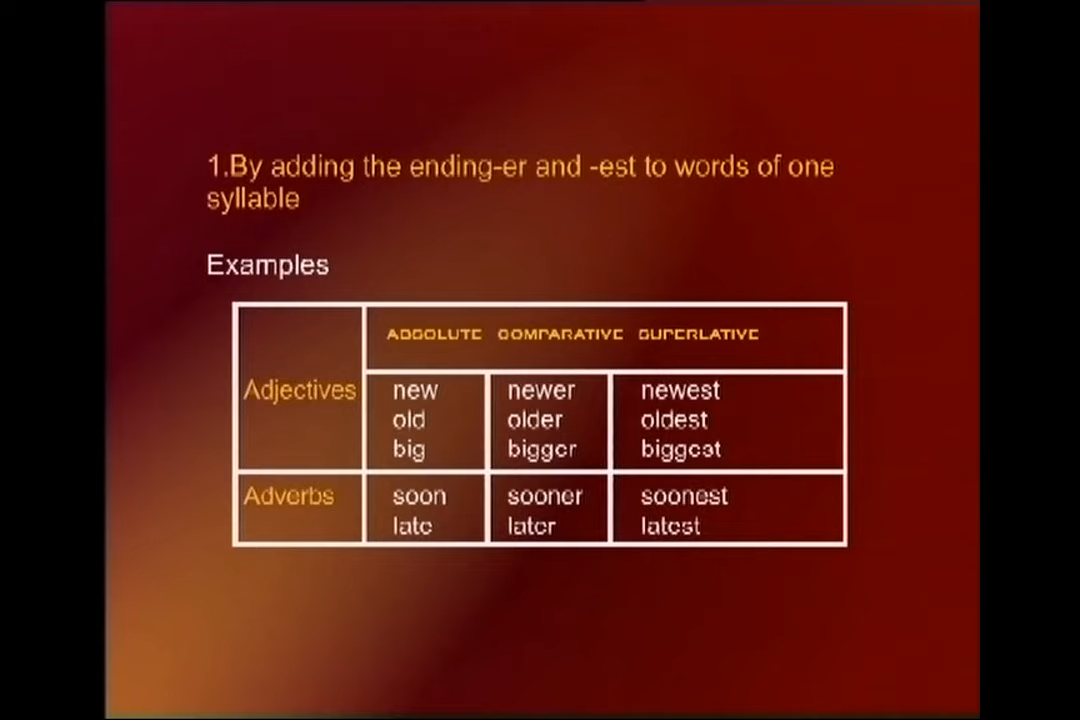 1.By adding the ending-er and -est to words of one
syllable
Examples
ABSOLUTE COMPARATIVE SUPERLATIVE
Adjectives new newer newest
old older oldest
big bigger biggest
Adverbs soon sooner soonest
late later latest